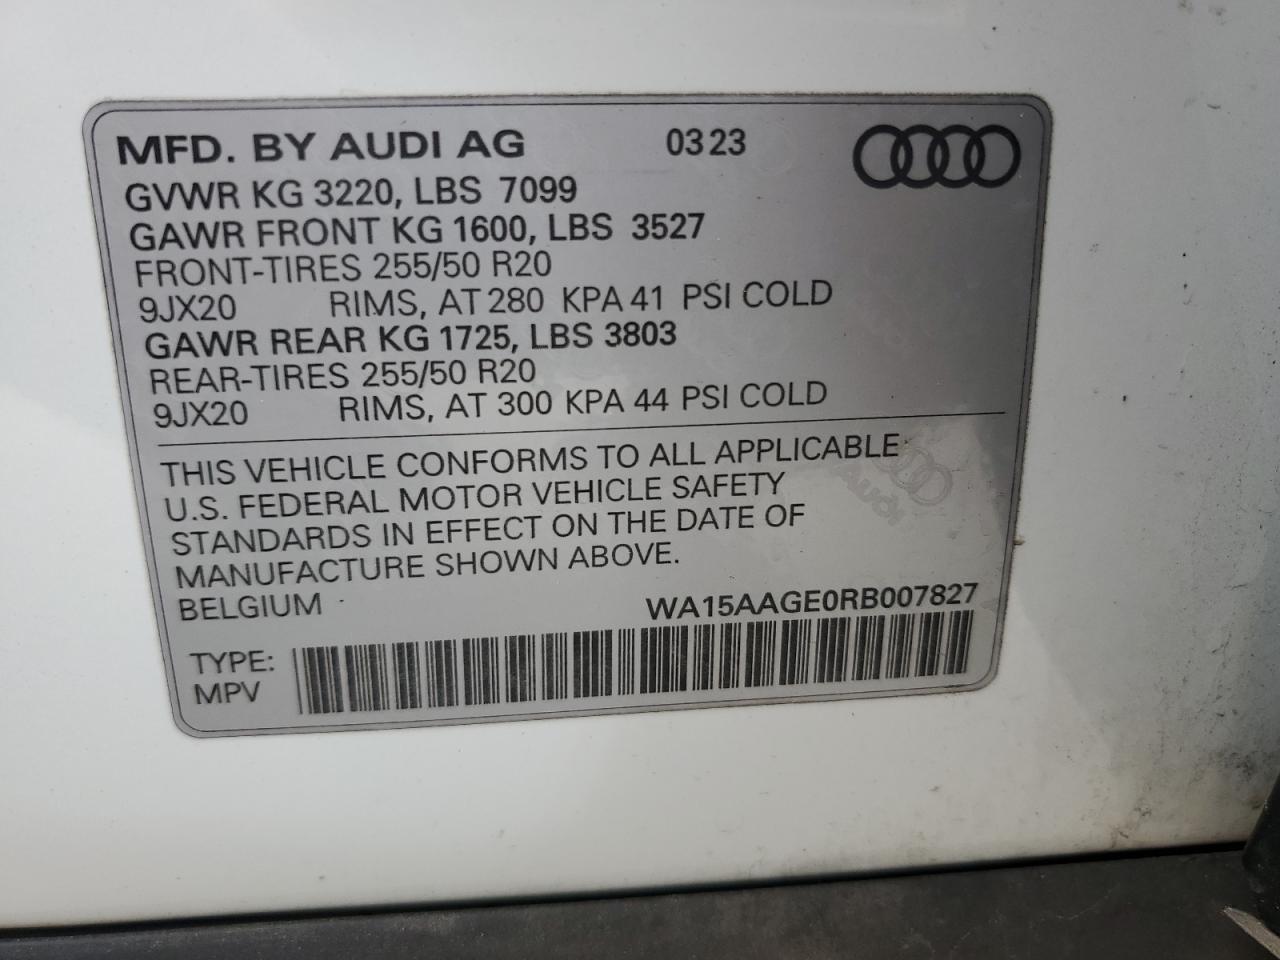 MFD. BY AUDI AG 03 23
GVWR KG 3220, LBS 7099
GAWR FRONT KG 1600, LBS 3527
FRONT-TIRES 255/50 R20
9JX20 RIMS, AT 280 KPA 41 PSI COLD
GAWR REAR KG 1725, LBS 3803
REAR-TIRES 255/50 R20
9JX20 RIMS, AT 300 KPA 44 PSI COLD
THIS VEHICLE CONFORMS TO ALL APPLICABLE
U.S. FEDERAL MOTOR VEHICLE SAFETY
STANDARDS IN EFFECT ON THE DATE OF
MANUFACTURE SHOWN ABOVE.
Audi
BELGIUM
WA15AAGE0RB007827
TYPE:
MPV